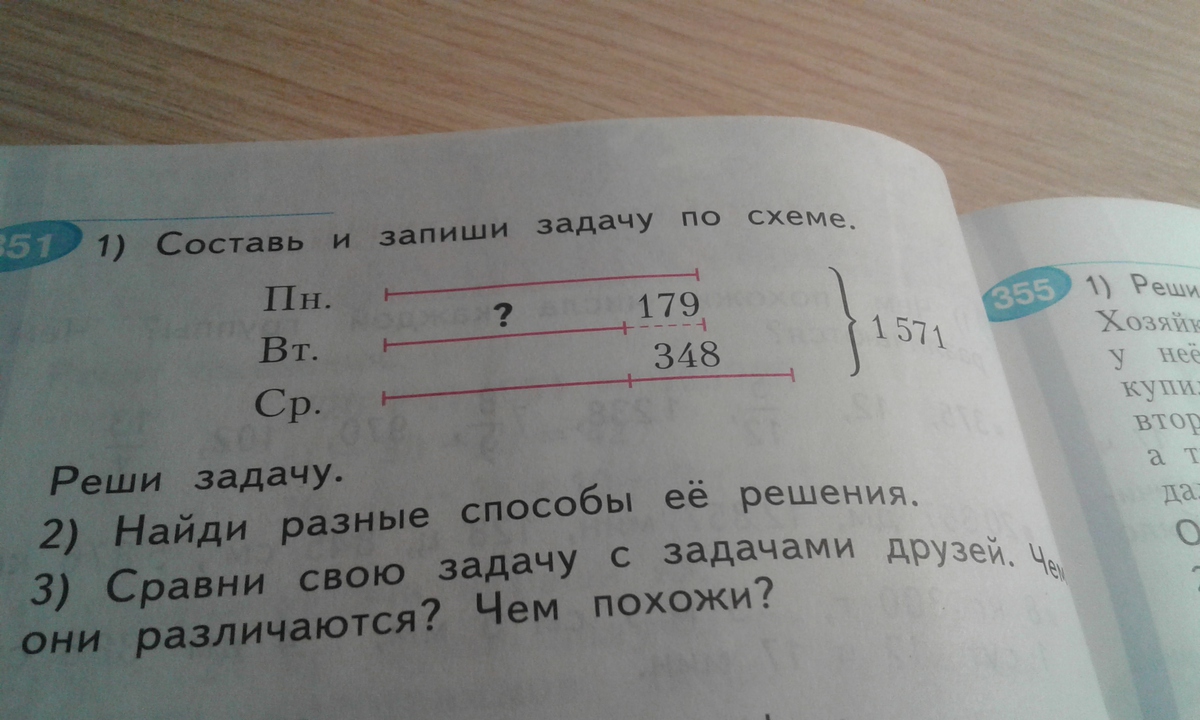 351 1) Составь и запиши задачу по схеме.
Пн.
? 179
Вт.
1 571
348
Ср.
Реши задачу.
2) Найди разные способы её решения.
3) Сравни свою задачу с задачами друзей. Чем
они различаются? Чем похожи?
355 1) Реши
Хозяйк
у неё
купил
втор
а т
да
О